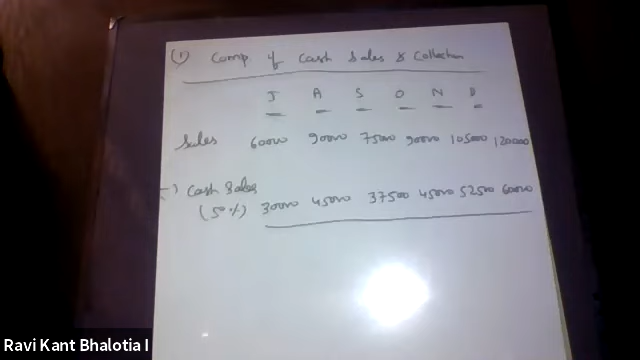 (1) Comp. of Cash Sales & Collection
J A S O N D
Sales 60000 90000 75000 90000 105000 120000
(-) Cash Sales
(50%) 30000 45000 37500 45000 52500 60000
Ravi Kant Bhalotia I